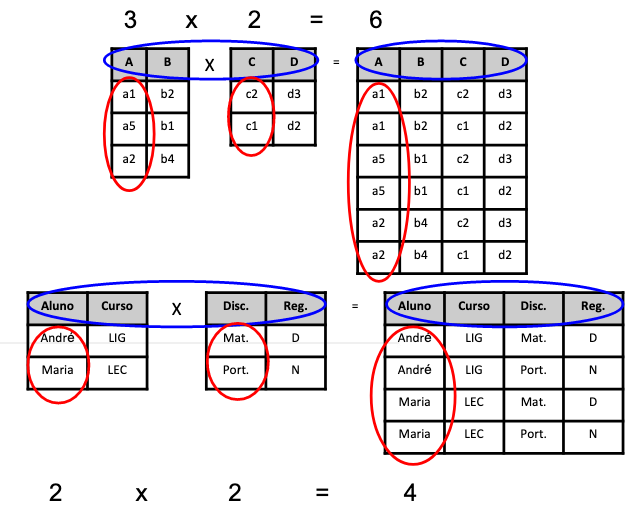 3 x 2 = 6
A B X C D = A B C D
a1 b2 c2 d3 a1 b2 c2 d3
a5 b1 c1 d2 a1 b2 c1 d2
a2 b4 a5 b1 c2 d3
a5 b1 c1 d2
a2 b4 c2 d3
a2 b4 c1 d2
Aluno Curso X Disc. Reg. = Aluno Curso Disc. Reg.
André LIG Mat. D André LIG Mat. D
Maria LEC Port. N André LIG Port. N
Maria LEC Mat. D
Maria LEC Port. N
2 x 2 = 4